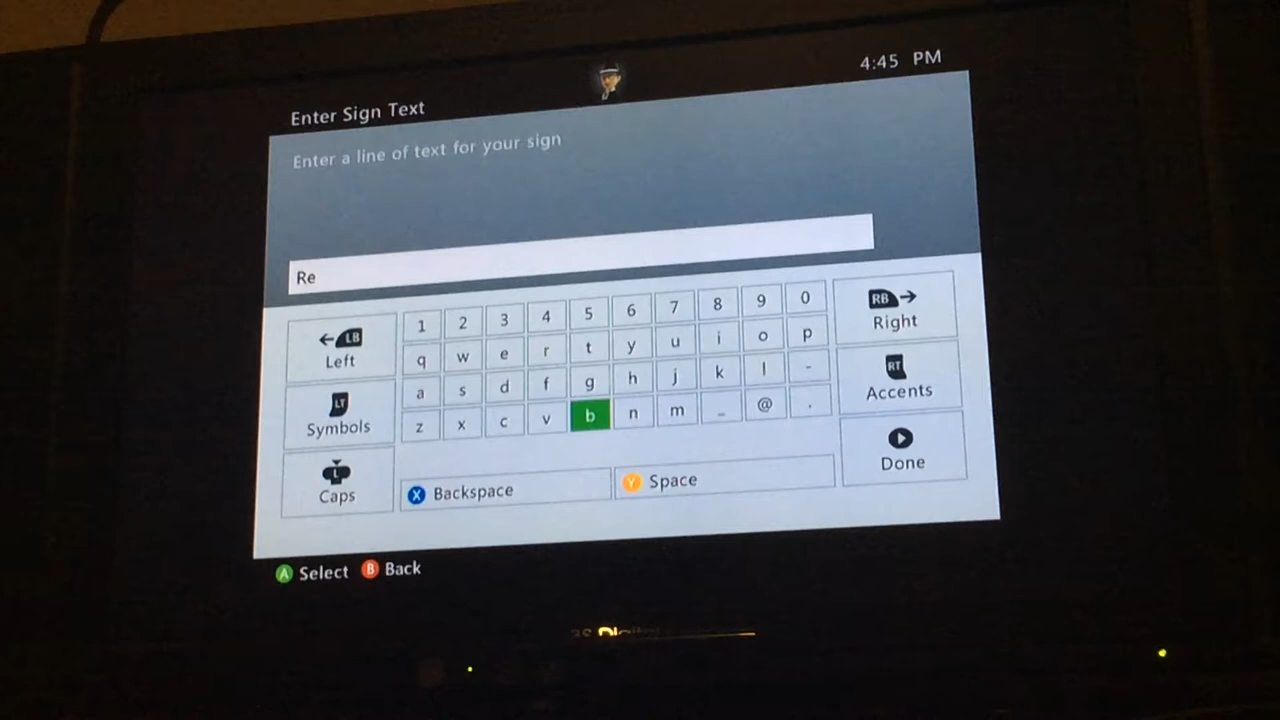 4:45 PM
Enter Sign Text
Enter a line of text for your sign
Re
LB
Left
1 2 3 4 5 6 7 8 9 0
RB
Right
q w e r t y u i o p
LT
Symbols
a s d f g h j k l -
RT
Accents
z x c v b n m _ @ .
L
Caps
X Backspace
Y Space
Done
A Select B Back